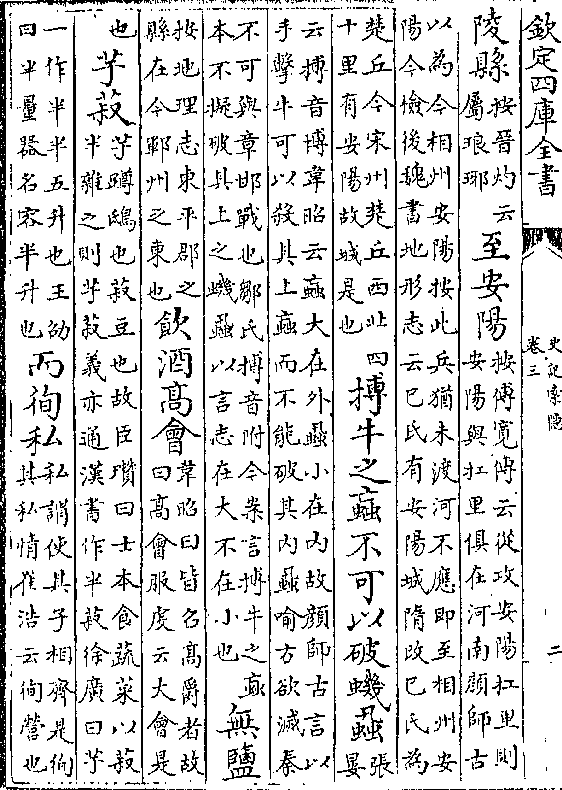 欽定四庫全書
史記索隱
卷三
二
陵縣按晉灼云屬琅琊至安陽按傅寛傅云從攻安陽扛里則安陽與扛里俱在河南顔師古
以為今相州安陽按此兵猶未渡河不應即至相州安
陽今檢後魏書地形志云巳氏有安陽城隋改巳氏為
楚丘今宋州楚丘西北四十里有安陽故城是也搏牛之蝱不可以破蟣蝨張晏
云搏音博韋昭云蝱大在外蝨小在内故顔師古言以
手擊牛可以殺其上蝱而不能破其内蝨喻方欲滅秦
不可與章邯戰也鄒氏搏音附今案言搏牛之蝱本不擬破其上之蟣蝨以言志在大不在小也無鹽
按地理志東平郡之縣在今鄆州之東也飲酒髙會韋昭曰皆名髙爵者故曰髙會服虔云大會是
也芋菽芋蹲鴟也菽豆也故臣瓚曰士卒食蔬菜以菽半雜之則芋菽義亦通漢書作半菽徐廣曰芋
一作半半五升也王劭曰半量器名容半升也而徇私私謂使其子相齊是徇其私情崔浩云徇營也